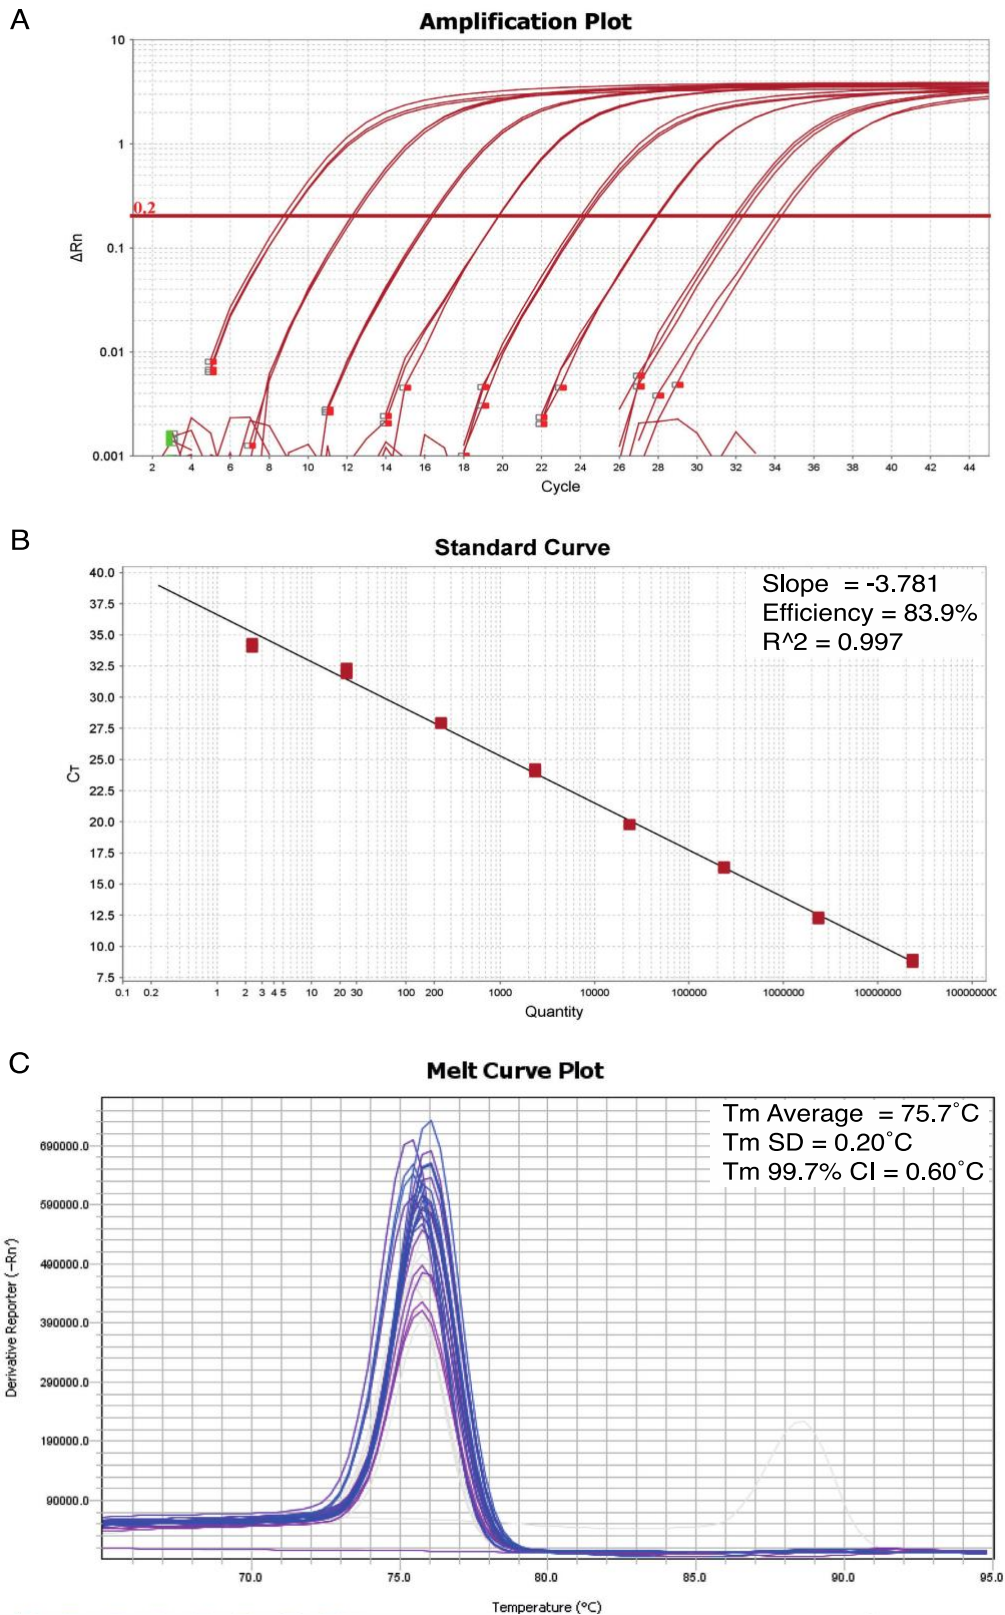 A
Amplification Plot
10
1
0.1
0.01
0.001
0.2
ΔRn
2 4 6 8 10 12 14 16 18 20 22 24 26 28 30 32 34 36 38 40 42 44
Cycle
B
Standard Curve
Slope = -3.781
Efficiency = 83.9%
R^2 = 0.997
40.0
37.5
35.0
32.5
30.0
27.5
25.0
22.5
20.0
17.5
15.0
12.5
10.0
7.5
CT
0.1 0.2 1 2 3 4 5 10 20 30 100 200 1000 10000 100000 1000000 10000000 100000000
Quantity
C
Melt Curve Plot
Tm Average = 75.7°C
Tm SD = 0.20°C
Tm 99.7% CI = 0.60°C
690000.0
590000.0
490000.0
390000.0
290000.0
190000.0
90000.0
Derivative Reporter (-Rn')
70.0 75.0 80.0 85.0 90.0 95.0
Temperature (°C)